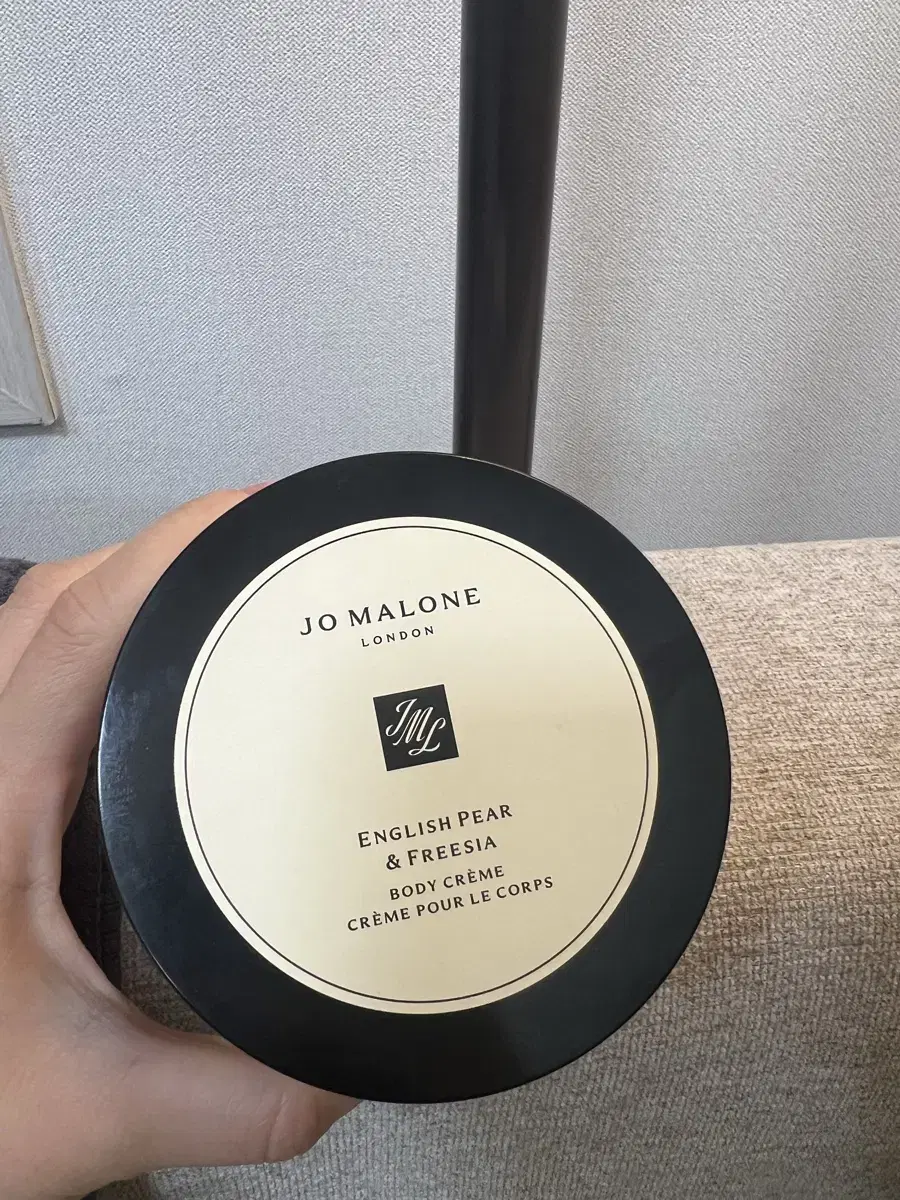 JO MALONE
LONDON
JML
ENGLISH PEAR
& FREESIA
BODY CRÈME
CRÈME POUR LE CORPS